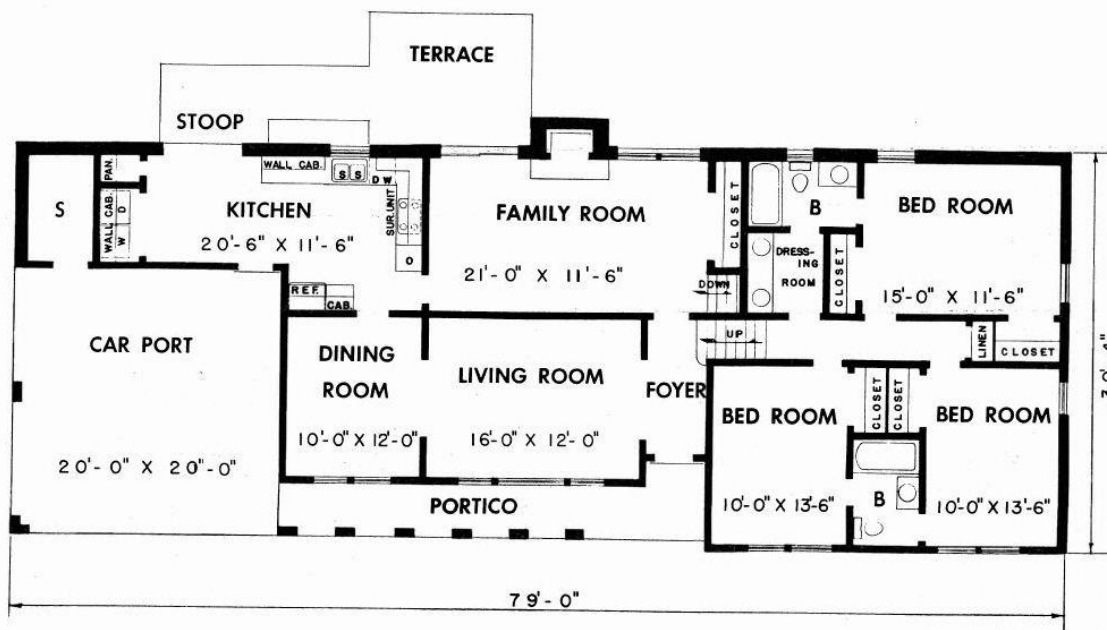 TERRACE
STOOP
PAN.
WALL CAB.
S S
D W
S
WALL CAB.
D
W
KITCHEN
20'-6" X 11'-6"
SUR. UNIT
O
REF.
CAB.
FAMILY ROOM
21'-0" X 11'-6"
CLOSET
DOWN
B
DRESS-
ING
ROOM
CLOSET
BED ROOM
15'-0" X 11'-6"
LINEN
CLOSET
CAR PORT
20'-0" X 20'-0"
DINING
ROOM
10'-0" X 12'-0"
LIVING ROOM
16'-0" X 12'-0"
FOYER
UP
BED ROOM
10'-0" X 13'-6"
CLOSET
CLOSET
B
BED ROOM
10'-0" X 13'-6"
PORTICO
79'-0"